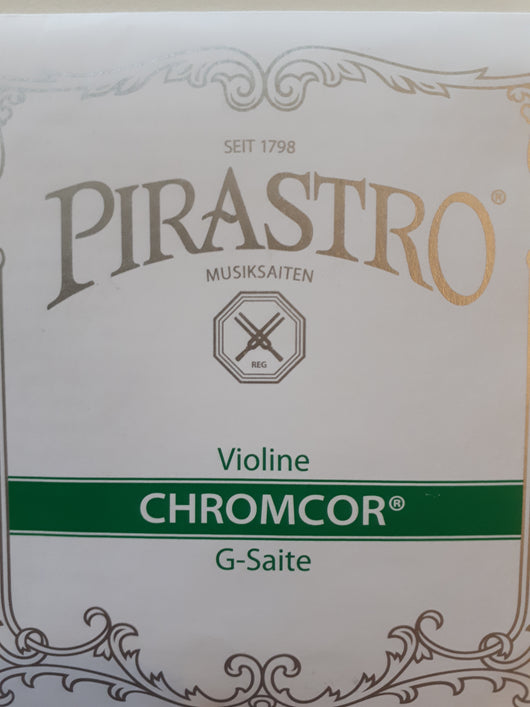 SEIT 1798
PIRASTRO®
MUSIKSAITEN
REG
Violine
CHROMCOR®
G-Saite